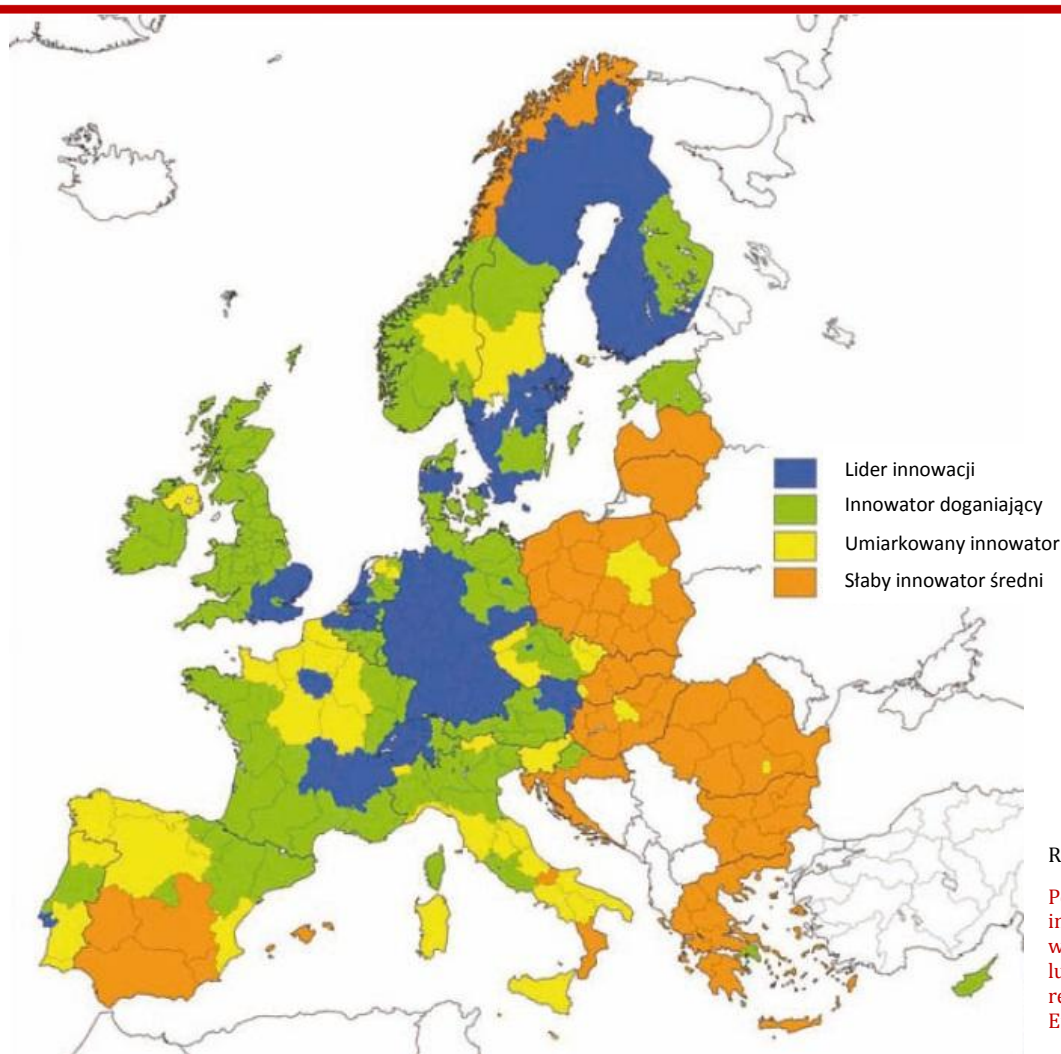 Lider innowacji
Innowator doganiający
Umiarkowany innowator
Słaby innowator średni
R
P
in
w
lu
re
E